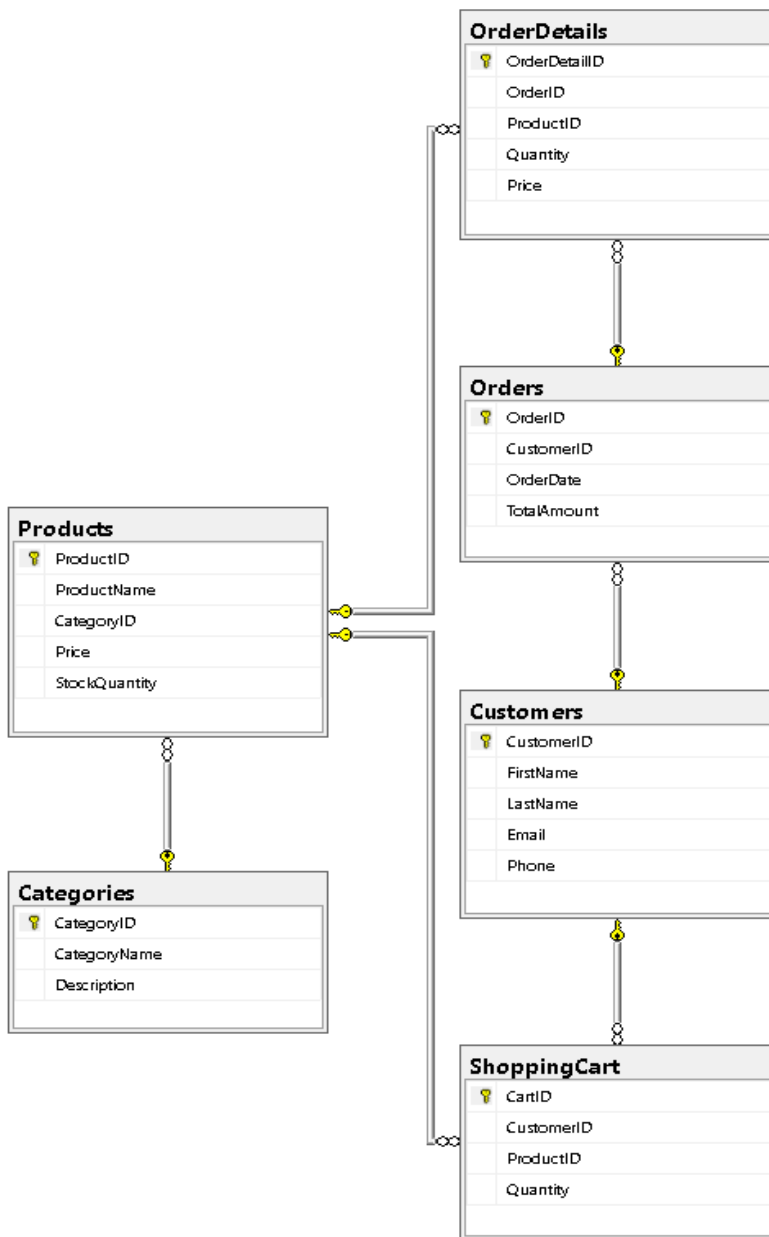 OrderDetails
OrderDetailID
OrderID
ProductID
Quantity
Price
Orders
OrderID
CustomerID
OrderDate
TotalAmount
Products
ProductID
ProductName
CategoryID
Price
StockQuantity
Customers
CustomerID
FirstName
LastName
Email
Phone
Categories
CategoryID
CategoryName
Description
ShoppingCart
CartID
CustomerID
ProductID
Quantity